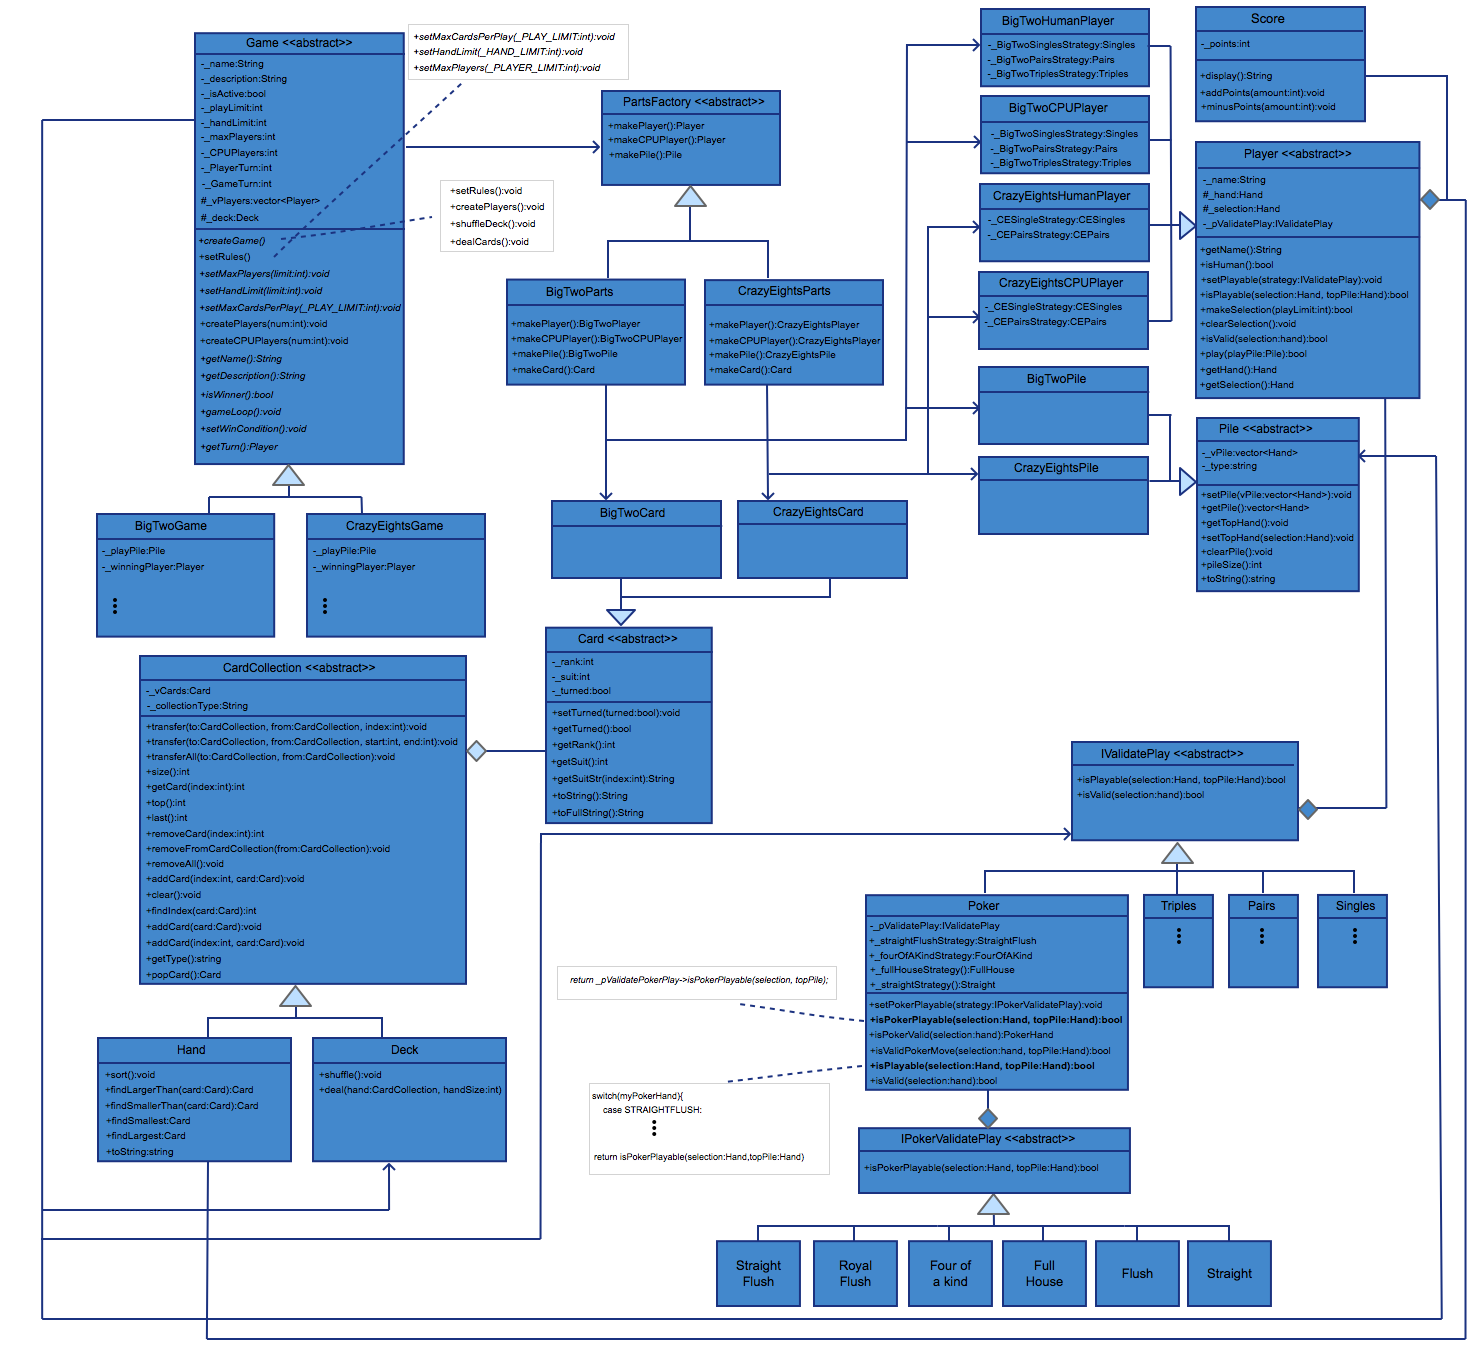 Game <<abstract>>
-_name:String
-_description:String
-_isActive:bool
-_playLimit:int
-_handLimit:int
-_maxPlayers:int
-_CPUPlayers:int
-_PlayerTurn:int
-_GameTurn:int
#_vPlayers:vector<Player>
#_deck:Deck
+createGame()
+setRules()
+setMaxPlayers(limit:int):void
+setHandLimit(limit:int):void
+setMaxCardsPerPlay(_PLAY_LIMIT:int):void
+createPlayers(num:int):void
+createCPUPlayers(num:int):void
+getName():String
+getDescription():String
+isWinner():bool
+gameLoop():void
+setWinCondition():void
+getTurn():Player
+setMaxCardsPerPlay(_PLAY_LIMIT:int):void
+setHandLimit(_HAND_LIMIT:int):void
+setMaxPlayers(_PLAYER_LIMIT:int):void
+setRules():void
+createPlayers():void
+shuffleDeck():void
+dealCards():void
PartsFactory <<abstract>>
+makePlayer():Player
+makeCPUPlayer():Player
+makePile():Pile
BigTwoParts
+makePlayer():BigTwoPlayer
+makeCPUPlayer():BigTwoCPUPlayer
+makePile():BigTwoPile
+makeCard():Card
CrazyEightsParts
+makePlayer():CrazyEightsPlayer
+makeCPUPlayer():CrazyEightsPlayer
+makePile():CrazyEightsPile
+makeCard():Card
BigTwoHumanPlayer
-_BigTwoSinglesStrategy:Singles
-_BigTwoPairsStrategy:Pairs
-_BigTwoTriplesStrategy:Triples
BigTwoCPUPlayer
-_BigTwoSinglesStrategy:Singles
-_BigTwoPairsStrategy:Pairs
-_BigTwoTriplesStrategy:Triples
CrazyEightsHumanPlayer
-_CESingleStrategy:CESingles
-_CEPairsStrategy:CEPairs
CrazyEightsCPUPlayer
-_CESingleStrategy:CESingles
-_CEPairsStrategy:CEPairs
BigTwoPile
CrazyEightsPile
Score
-_points:int
+display():String
+addPoints(amount:int):void
+minusPoints(amount:int):void
Player <<abstract>>
-_name:String
#_hand:Hand
#_selection:Hand
-_pValidatePlay:IValidatePlay
+getName():String
+isHuman():bool
+setPlayable(strategy:IValidatePlay):void
+isPlayable(selection:Hand, topPile:Hand):bool
+makeSelection(playLimit:int):bool
+clearSelection():void
+isValid(selection:hand):bool
+play(playPile:Pile):bool
+getHand():Hand
+getSelection():Hand
Pile <<abstract>>
-_vPile:vector<Hand>
-_type:string
+setPile(vPile:vector<Hand>):void
+getPile():vector<Hand>
+getTopHand():void
+setTopHand(selection:Hand):void
+clearPile():void
+pileSize():int
+toString():string
BigTwoGame
-_playPile:Pile
-_winningPlayer:Player
CrazyEightsGame
-_playPile:Pile
-_winningPlayer:Player
BigTwoCard
CrazyEightsCard
Card <<abstract>>
-_rank:int
-_suit:int
-_turned:bool
+setTurned(turned:bool):void
+getTurned():bool
+getRank():int
+getSuit():int
+getSuitStr(index:int):String
+toString():String
+toFullString():String
CardCollection <<abstract>>
-_vCards:Card
-_collectionType:String
+transfer(to:CardCollection, from:CardCollection, index:int):void
+transfer(to:CardCollection, from:CardCollection, start:int, end:int):void
+transferAll(to:CardCollection, from:CardCollection):void
+size():int
+getCard(index:int):int
+top():int
+last():int
+removeCard(index:int):int
+removeFromCardCollection(from:CardCollection):void
+removeAll():void
+addCard(index:int, card:Card):void
+clear():void
+findIndex(card:Card):int
+addCard(card:Card):void
+addCard(index:int, card:Card):void
+getType():string
+popCard():Card
Hand
+sort():void
+findLargerThan(card:Card):Card
+findSmallerThan(card:Card):Card
+findSmallest:Card
+findLargest:Card
+toString:string
Deck
+shuffle():void
+deal(hand:CardCollection, handSize:int)
IValidatePlay <<abstract>>
+isPlayable(selection:Hand, topPile:Hand):bool
+isValid(selection:hand):bool
Poker
-_pValidatePlay:IValidatePlay
+_straightFlushStrategy:StraightFlush
+_fourOfAKindStrategy:FourOfAKind
+_fullHouseStrategy():FullHouse
+_straightStrategy():Straight
+setPokerPlayable(strategy:IPokerValidatePlay):void
+isPokerPlayable(selection:Hand, topPile:Hand):bool
+isPokerValid(selection:hand):PokerHand
+isValidPokerMove(selection:hand, topPile:Hand):bool
+isPlayable(selection:Hand, topPile:Hand):bool
+isValid(selection:hand):bool
Triples
Pairs
Singles
return _pValidatePokerPlay->isPokerPlayable(selection, topPile);
switch(myPokerHand){
case STRAIGHTFLUSH:
return isPokerPlayable(selection:Hand,topPile:Hand)
IPokerValidatePlay <<abstract>>
+isPokerPlayable(selection:Hand, topPile:Hand):bool
Straight
Flush
Royal
Flush
Four of
a kind
Full
House
Flush
Straight